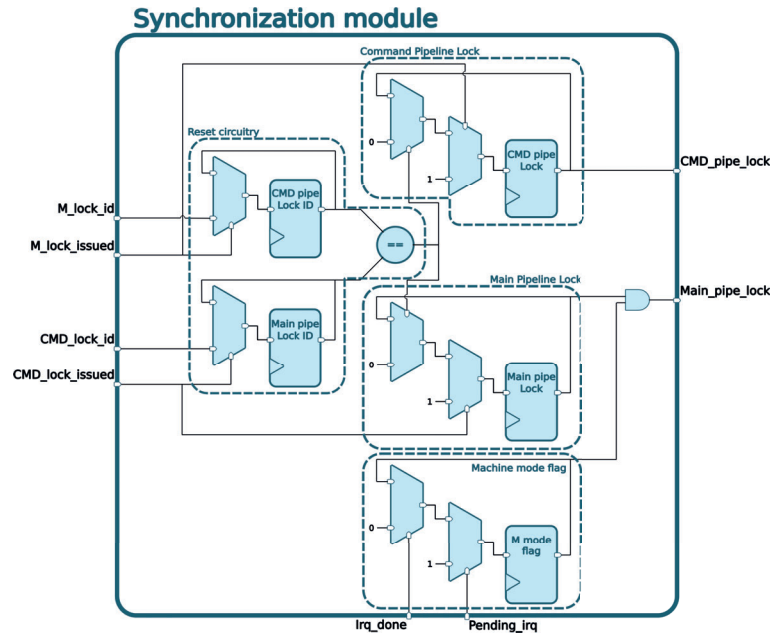 Synchronization module
Command Pipeline Lock
Reset circuitry
0
CMD pipe
Lock
CMD_pipe_lock
1
M_lock_id
CMD pipe
Lock ID
M_lock_issued
==
Main Pipeline Lock
Main_pipe_lock
CMD_lock_id
Main pipe
Lock ID
CMD_lock_issued
0
Main pipe
Lock
1
Machine mode flag
0
M mode
flag
1
Irq_done
Pending_irq